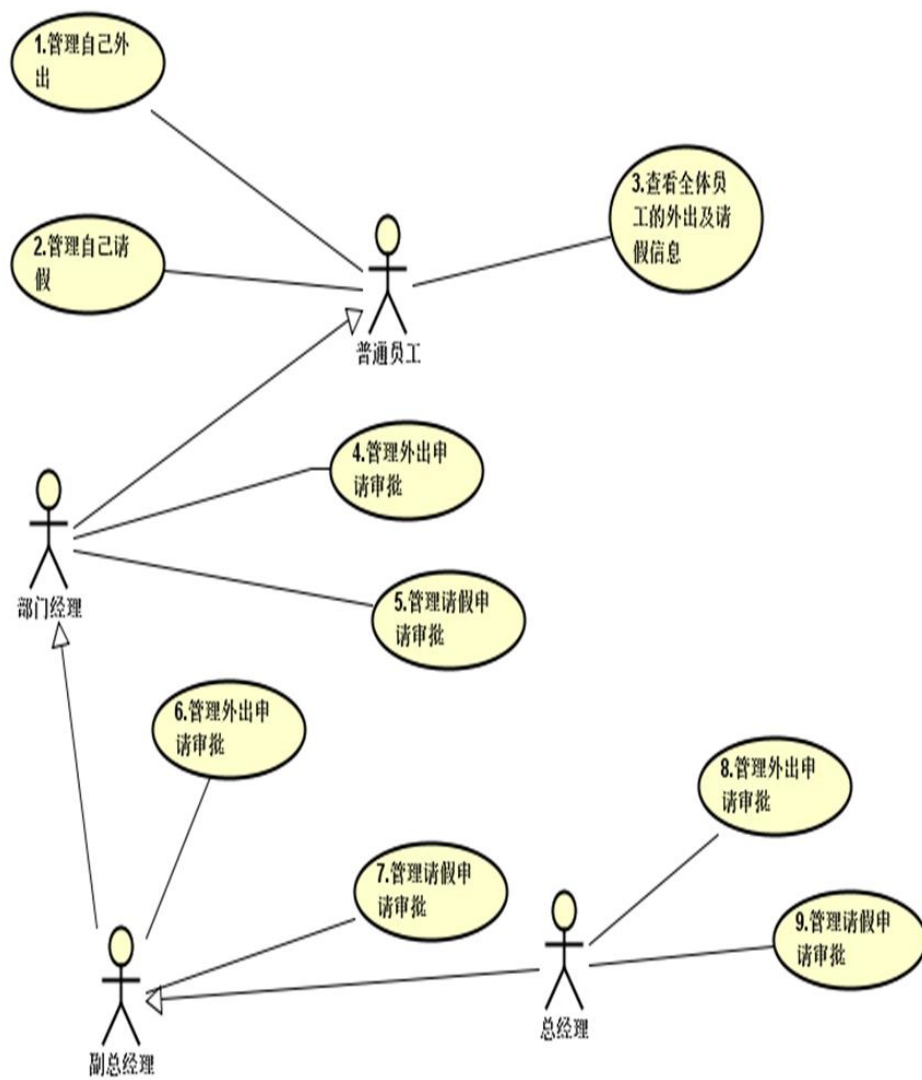 1.管理自己外
出
2.管理自己请
假
3.查看全体员
工的外出及请
假信息
普通员工
4.管理外出申
请审批
部门经理
5.管理请假申
请审批
6.管理外出申
请审批
8.管理外出申
请审批
7.管理请假申
请审批
9.管理请假申
请审批
总经理
副总经理